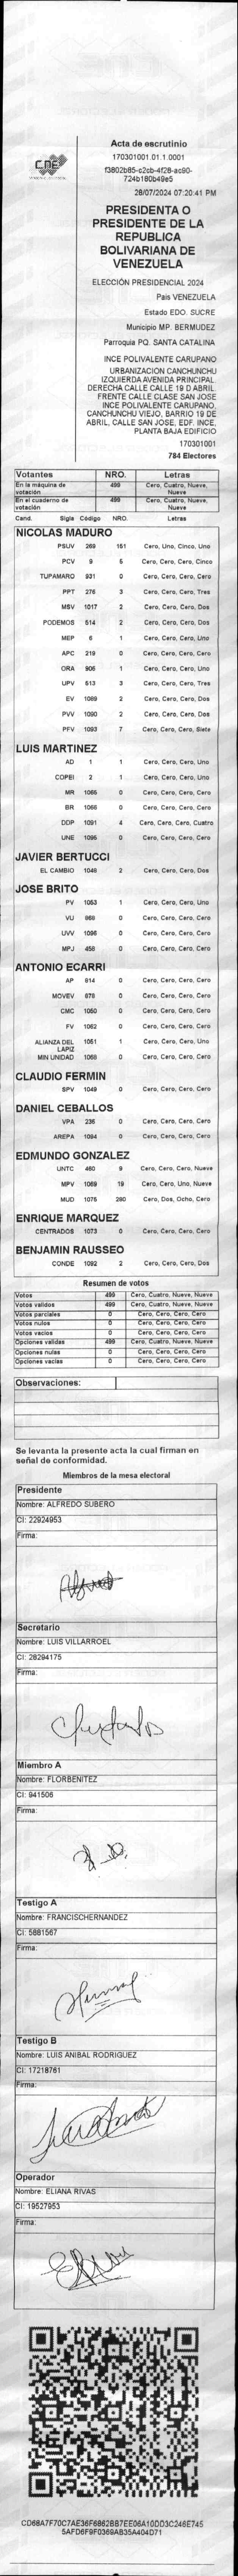 CNE
Acta de escrutinio
170301001.01.1.0001
f3802b85-c2cb-4f28-ac90-
724b180b49e5
28/07/2024 07:20:41 PM
PRESIDENTA O
PRESIDENTE DE LA
REPUBLICA
BOLIVARIANA DE
VENEZUELA
ELECCIÓN PRESIDENCIAL 2024
Pais VENEZUELA
Estado EDO. SUCRE
Municipio MP. BERMUDEZ
Parroquia PQ. SANTA CATALINA
INCE POLIVALENTE CARUPANO
URBANIZACION CANCHUNCHU
IZQUIERDA AVENIDA PRINCIPAL.
DERECHA CALLE CALLE 19 D ABRIL.
FRENTE CALLE CLASE SAN JOSE
INCE POLIVALENTE CARUPANO,
CANCHUNCHU VIEJO, BARRIO 19 DE
ABRIL, CALLE SAN JOSE, EDF. INCE,
PLANTA BAJA EDIFICIO
170301001
784 Electores
Votantes NRO. Letras
En la máquina de votación 499 Cero, Cuatro, Nueve, Nueve
En el cuaderno de votación 499 Cero, Cuatro, Nueve, Nueve
Cand. Sigla Código NRO. Letras
NICOLAS MADURO
PSUV 269 151 Cero, Uno, Cinco, Uno
PCV 9 5 Cero, Cero, Cero, Cinco
TUPAMARO 931 0 Cero, Cero, Cero, Cero
PPT 276 3 Cero, Cero, Cero, Tres
MSV 1017 2 Cero, Cero, Cero, Dos
PODEMOS 514 2 Cero, Cero, Cero, Dos
MEP 6 1 Cero, Cero, Cero, Uno
APC 219 0 Cero, Cero, Cero, Cero
ORA 906 1 Cero, Cero, Cero, Uno
UPV 513 3 Cero, Cero, Cero, Tres
EV 1089 2 Cero, Cero, Cero, Dos
PVV 1090 2 Cero, Cero, Cero, Dos
PFV 1093 7 Cero, Cero, Cero, Siete
LUIS MARTINEZ
AD 1 1 Cero, Cero, Cero, Uno
COPEI 2 1 Cero, Cero, Cero, Uno
MR 1065 0 Cero, Cero, Cero, Cero
BR 1066 0 Cero, Cero, Cero, Cero
DDP 1091 4 Cero, Cero, Cero, Cuatro
UNE 1095 0 Cero, Cero, Cero, Cero
JAVIER BERTUCCI
EL CAMBIO 1048 2 Cero, Cero, Cero, Dos
JOSE BRITO
PV 1053 1 Cero, Cero, Cero, Uno
VU 868 0 Cero, Cero, Cero, Cero
UVV 1096 0 Cero, Cero, Cero, Cero
MPJ 458 0 Cero, Cero, Cero, Cero
ANTONIO ECARRI
AP 814 0 Cero, Cero, Cero, Cero
MOVEV 878 0 Cero, Cero, Cero, Cero
CMC 1050 0 Cero, Cero, Cero, Cero
FV 1062 0 Cero, Cero, Cero, Cero
ALIANZA DEL LAPIZ 1051 1 Cero, Cero, Cero, Uno
MIN UNIDAD 1068 0 Cero, Cero, Cero, Cero
CLAUDIO FERMIN
SPV 1049 0 Cero, Cero, Cero, Cero
DANIEL CEBALLOS
VPA 236 0 Cero, Cero, Cero, Cero
AREPA 1094 0 Cero, Cero, Cero, Cero
EDMUNDO GONZALEZ
UNTC 460 9 Cero, Cero, Cero, Nueve
MPV 1069 19 Cero, Cero, Uno, Nueve
MUD 1075 280 Cero, Dos, Ocho, Cero
ENRIQUE MARQUEZ
CENTRADOS 1073 0 Cero, Cero, Cero, Cero
BENJAMIN RAUSSEO
CONDE 1092 2 Cero, Cero, Cero, Dos
Resumen de votos
Votos 499 Cero, Cuatro, Nueve, Nueve
Votos validos 499 Cero, Cuatro, Nueve, Nueve
Votos parciales 0 Cero, Cero, Cero, Cero
Votos nulos 0 Cero, Cero, Cero, Cero
Votos vacios 0 Cero, Cero, Cero, Cero
Opciones validas 499 Cero, Cuatro, Nueve, Nueve
Opciones nulas 0 Cero, Cero, Cero, Cero
Opciones vacias 0 Cero, Cero, Cero, Cero
Observaciones:
Se levanta la presente acta la cual firman en
señal de conformidad.
Miembros de la mesa electoral
Presidente
Nombre: ALFREDO SUBERO
CI: 22924953
Firma:
Secretario
Nombre: LUIS VILLARROEL
CI: 28294175
Firma:
Miembro A
Nombre: FLORBENITEZ
CI: 941506
Firma:
Testigo A
Nombre: FRANCISCHERNANDEZ
CI: 5881567
Firma:
Testigo B
Nombre: LUIS ANIBAL RODRIGUEZ
CI: 17218761
Firma:
Operador
Nombre: ELIANA RIVAS
CI: 19527953
Firma:
CD68A7F70C7AE36F6862BB7EE06A10DD3C246E745
5AFD6F9F0369AB35A404D71